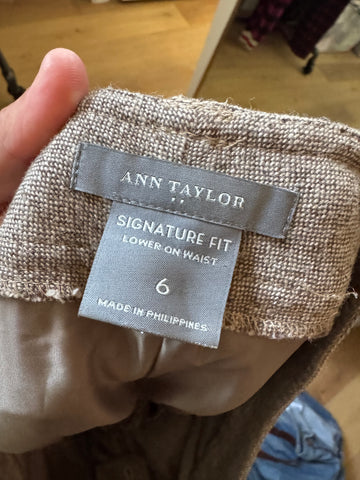 ANN TAYLOR
SIGNATURE FIT
LOWER ON WAIST
6
MADE IN PHILIPPINES